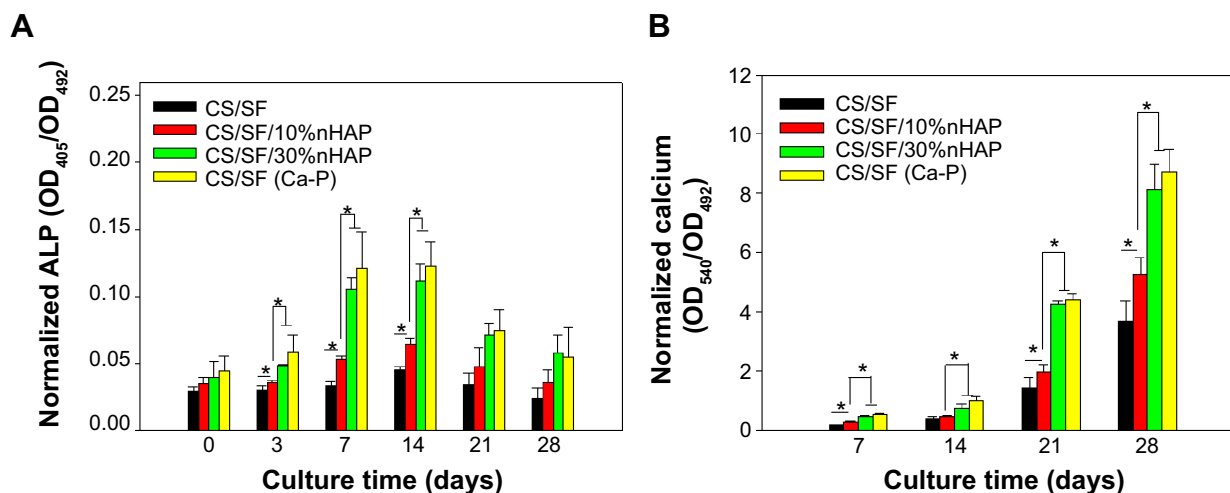 A
Normalized ALP (OD405/OD492)
0.25
0.20
0.15
0.10
0.05
0.00
CS/SF
CS/SF/10%nHAP
CS/SF/30%nHAP
CS/SF (Ca-P)
*
*
*
*
*
*
0 3 7 14 21 28
Culture time (days)
B
Normalized calcium
(OD540/OD492)
12
10
8
6
4
2
0
CS/SF
CS/SF/10%nHAP
CS/SF/30%nHAP
CS/SF (Ca-P)
*
*
*
*
*
*
*
7 14 21 28
Culture time (days)